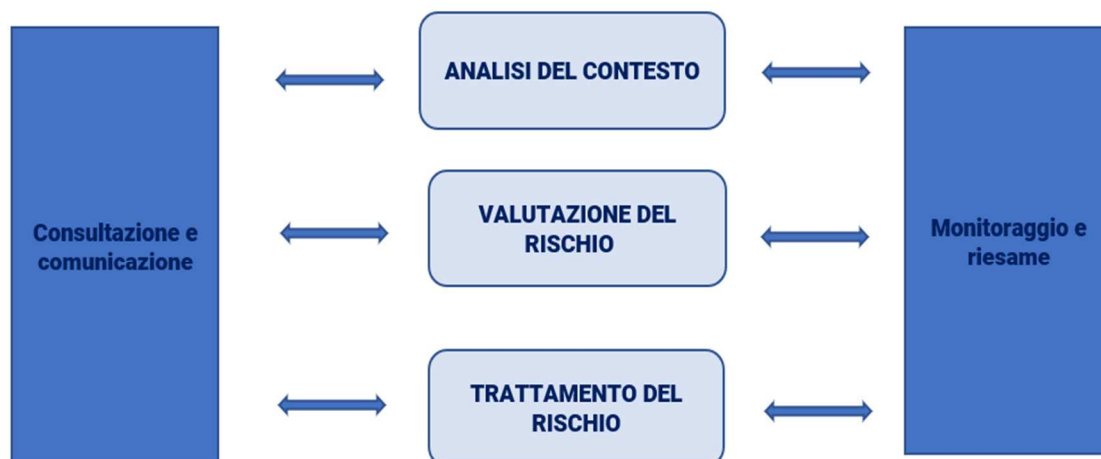 ANALISI DEL CONTESTO
VALUTAZIONE DEL
RISCHIO
Consultazione e
comunicazione
Monitoraggio e
riesame
TRATTAMENTO DEL
RISCHIO